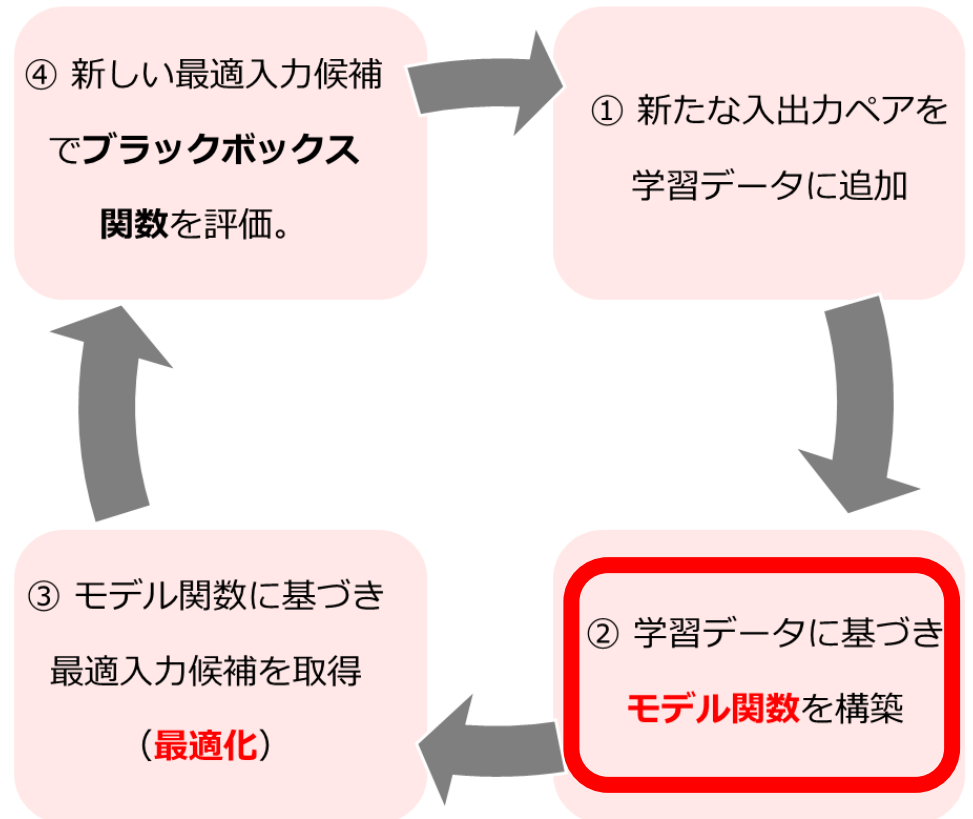 ④ 新しい最適入力候補
でブラックボックス
関数を評価。
① 新たな入出力ペアを
学習データに追加
③ モデル関数に基づき
最適入力候補を取得
（最適化）
② 学習データに基づき
モデル関数を構築